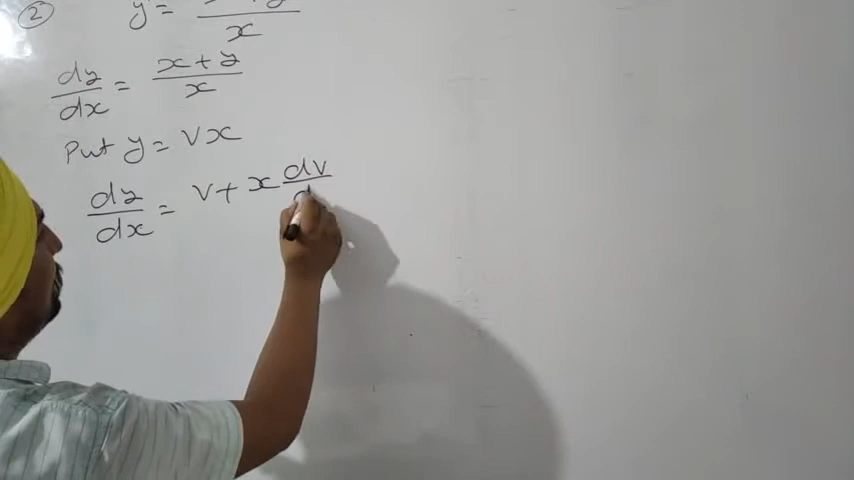 ②
y' = x+y / x
dy/dx = x+y / x
Put y = vx
dy/dx = v + x dv/d